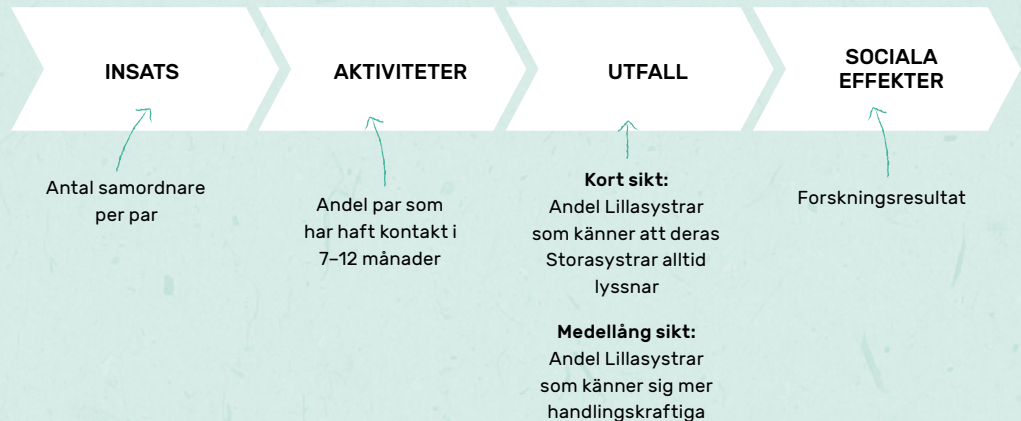 INSATS
AKTIVITETER
UTFALL
SOCIALA
EFFEKTER
Antal samordnare
per par
Andel par som
har haft kontakt i
7–12 månader
Kort sikt:
Andel Lillasystrar
som känner att deras
Storasystrar alltid
lyssnar
Medellång sikt:
Andel Lillasystrar
som känner sig mer
handlingskraftiga
Forskningsresultat